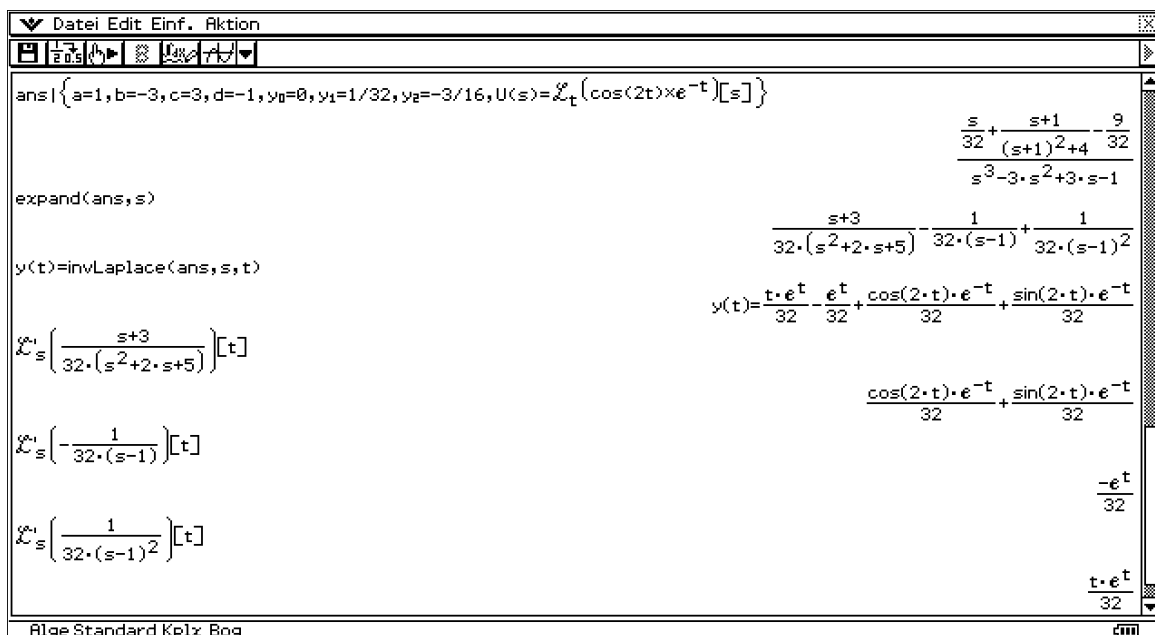 Datei Edit Einf. Aktion
ans|{a=1,b=-3,c=3,d=-1,y₀=0,y₁=1/32,y₂=-3/16,U(s)=ℒₜ(cos(2t)×e^(-t))[s]}
(s/32+(s+1)/((s+1)²+4)-9/32)/(s³-3·s²+3·s-1)
expand(ans,s)
(s+3)/(32·(s²+2·s+5))-1/(32·(s-1))+1/(32·(s-1)²)
y(t)=invLaplace(ans,s,t)
y(t)=(t·e^t)/32-(e^t)/32+(cos(2·t)·e^(-t))/32+(sin(2·t)·e^(-t))/32
ℒ'ₛ((s+3)/(32·(s²+2·s+5)))[t]
(cos(2·t)·e^(-t))/32+(sin(2·t)·e^(-t))/32
ℒ'ₛ(-1/(32·(s-1)))[t]
(-e^t)/32
ℒ'ₛ(1/(32·(s-1)²))[t]
(t·e^t)/32
Alge Standard Kplx Bog